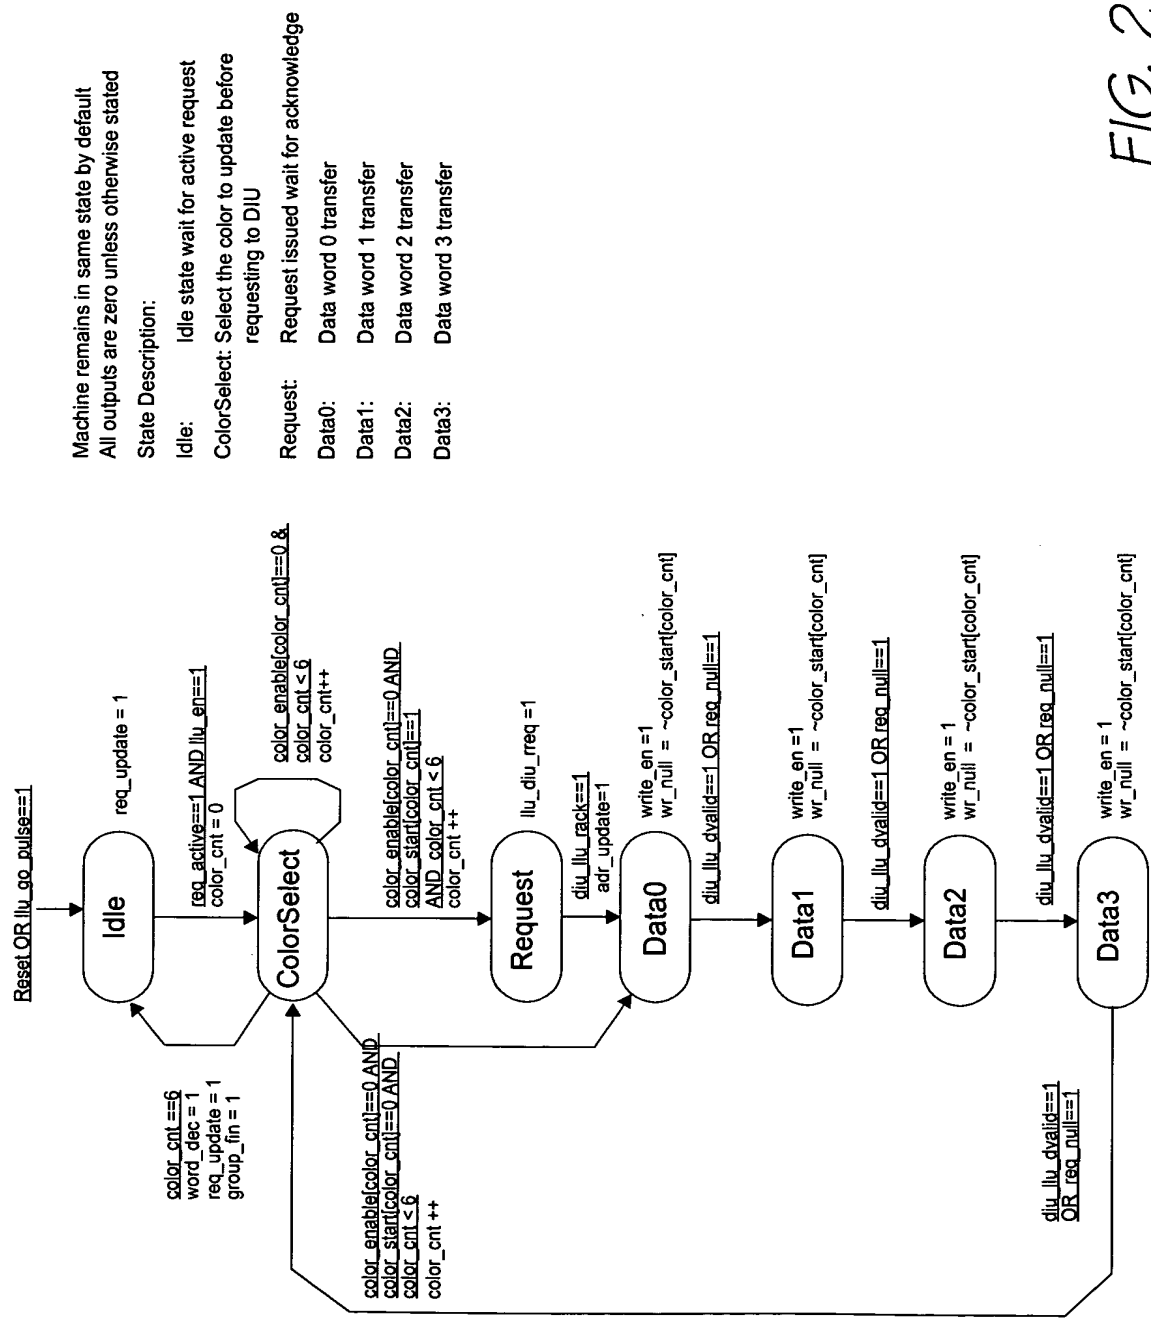 Machine remains in same state by default
All outputs are zero unless otherwise stated
State Description:
Idle: Idle state wait for active request
ColorSelect: Select the color to update before
requesting to DIU
Request: Request issued wait for acknowledge
Data0: Data word 0 transfer
Data1: Data word 1 transfer
Data2: Data word 2 transfer
Data3: Data word 3 transfer
Reset OR llu_go_pulse==1
Idle
req_update = 1
req_active==1 AND llu_en==1
color_cnt = 0
color_cnt ==6
word_dec = 1
req_update = 1
group_fin = 1
ColorSelect
color_enable[color_cnt]==0 &
color_cnt < 6
color_cnt++
color_enable[color_cnt]==0 AND
color_start[color_cnt]==1
AND color_cnt < 6
color_cnt ++
color_enable[color_cnt]==0 AND
color_start[color_cnt]==0 AND
color_cnt < 6
color_cnt ++
Request
llu_diu_rreq =1
diu_llu_rack==1
adr_update=1
Data0
write_en =1
wr_null = ~color_start[color_cnt]
diu_llu_dvalid==1 OR req_null==1
Data1
write_en =1
wr_null = ~color_start[color_cnt]
diu_llu_dvalid==1 OR req_null==1
Data2
write_en = 1
wr_null = ~color_start[color_cnt]
diu_llu_dvalid==1 OR req_null==1
Data3
write_en = 1
wr_null = ~color_start[color_cnt]
diu_llu_dvalid==1
OR req_null==1
FIG. 2